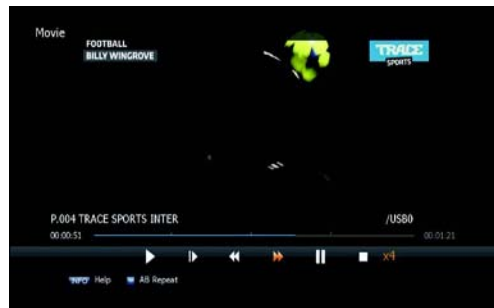 Movie
FOOTBALL
BILLY WINGROVE
TRACE
SPORTS
P.004 TRACE SPORTS INTER
/USB0
00:00:51
00:01:21
x4
INFO Help
AB Repeat